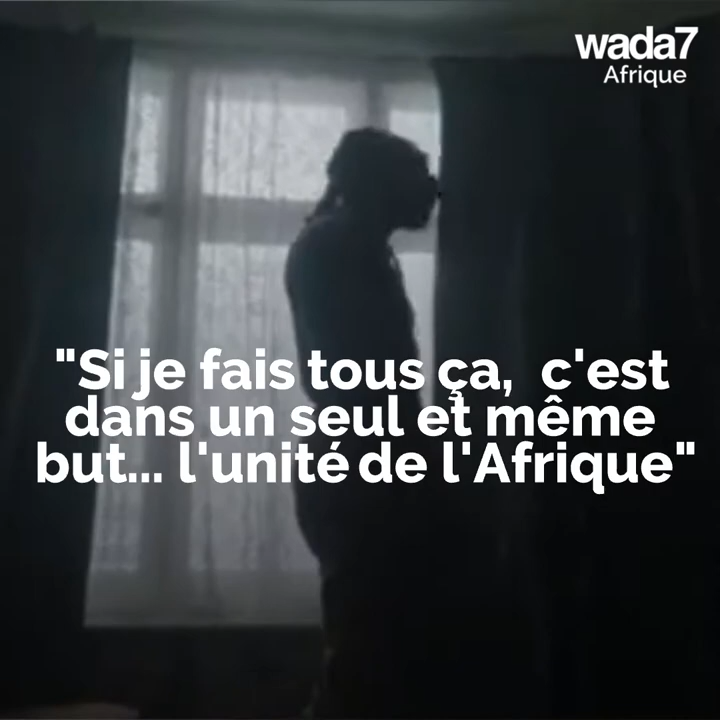 wada7
Afrique
"Si je fais tous ça, c'est
dans un seul et même
but... l'unité de l'Afrique"